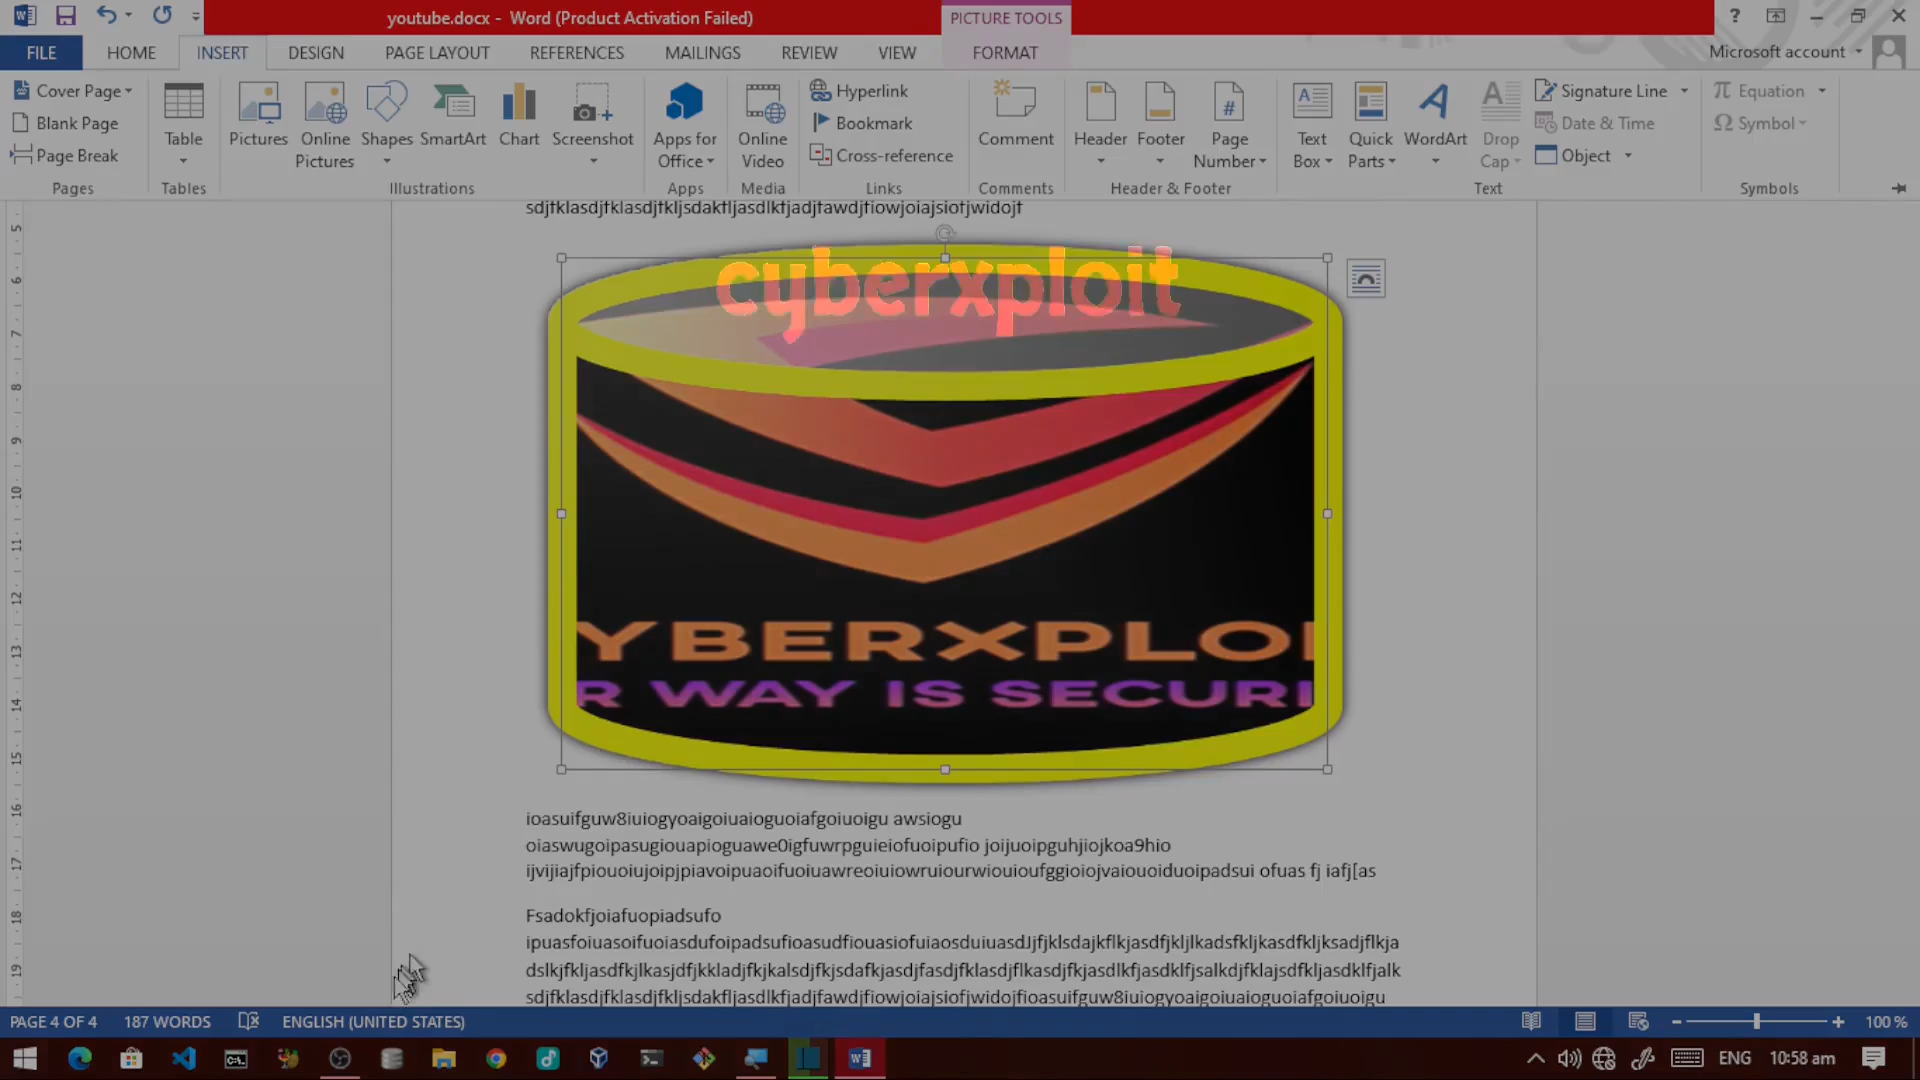 youtube.docx - Word (Product Activation Failed)
PICTURE TOOLS
FILE HOME INSERT DESIGN PAGE LAYOUT REFERENCES MAILINGS REVIEW VIEW FORMAT
Microsoft account
Cover Page
Blank Page
Page Break
Pages
Table
Tables
Pictures
Online Pictures
Shapes
SmartArt
Chart
Screenshot
Illustrations
Apps for Office
Apps
Online Video
Media
Hyperlink
Bookmark
Cross-reference
Links
Comment
Comments
Header
Footer
Page Number
Header & Footer
Text Box
Quick Parts
WordArt
Drop Cap
Signature Line
Date & Time
Object
Text
Equation
Symbol
Symbols
sdjfklasdjfklasdjfkljsdakfljasdlkfjadjfawdjfiowjoiajsiofjwidojf
cyberxploit
YBERXPLOI
R WAY IS SECURI
ioasuifguw8iuiogyoaigoiuaioguoiafgoiuoigu awsiogu
oiaswugoipasugiouapioguawe0igfuwrpguieiofuoipufio joijuoipguhjiojkoa9hio
ijvijiajfpiouoiujoipjpiavoipuaoifuoiuawreoiuiowruiourwiouioufggioiojvaiouoiduoipadsui ofuas fj iafj[as
Fsadokfjoiafuopiadsufo
ipuasfoiuasoifuoiasdufoipadsufioasudfiouasiofuiaosduiuasdJjfjklsdajkflkjasdfjkljlkadsfkljkasdfkljksadjflkja
dslkjfkljasdfkjlkasjdfjkkladjfkjkalsdjfkjsdafkjasdjfasdjfklasdjflkasdjfkjasdlkfjasdklfjsalkdjfklajsdfkljasdklfjalk
sdjfklasdjfklasdjfkljsdakfljasdlkfjadjfawdjfiowjoiajsiofjwidojfioasuifguw8iuiogyoaigoiuaioguoiafgoiuoigu
PAGE 4 OF 4 187 WORDS ENGLISH (UNITED STATES) 100 %
ENG 10:58 am